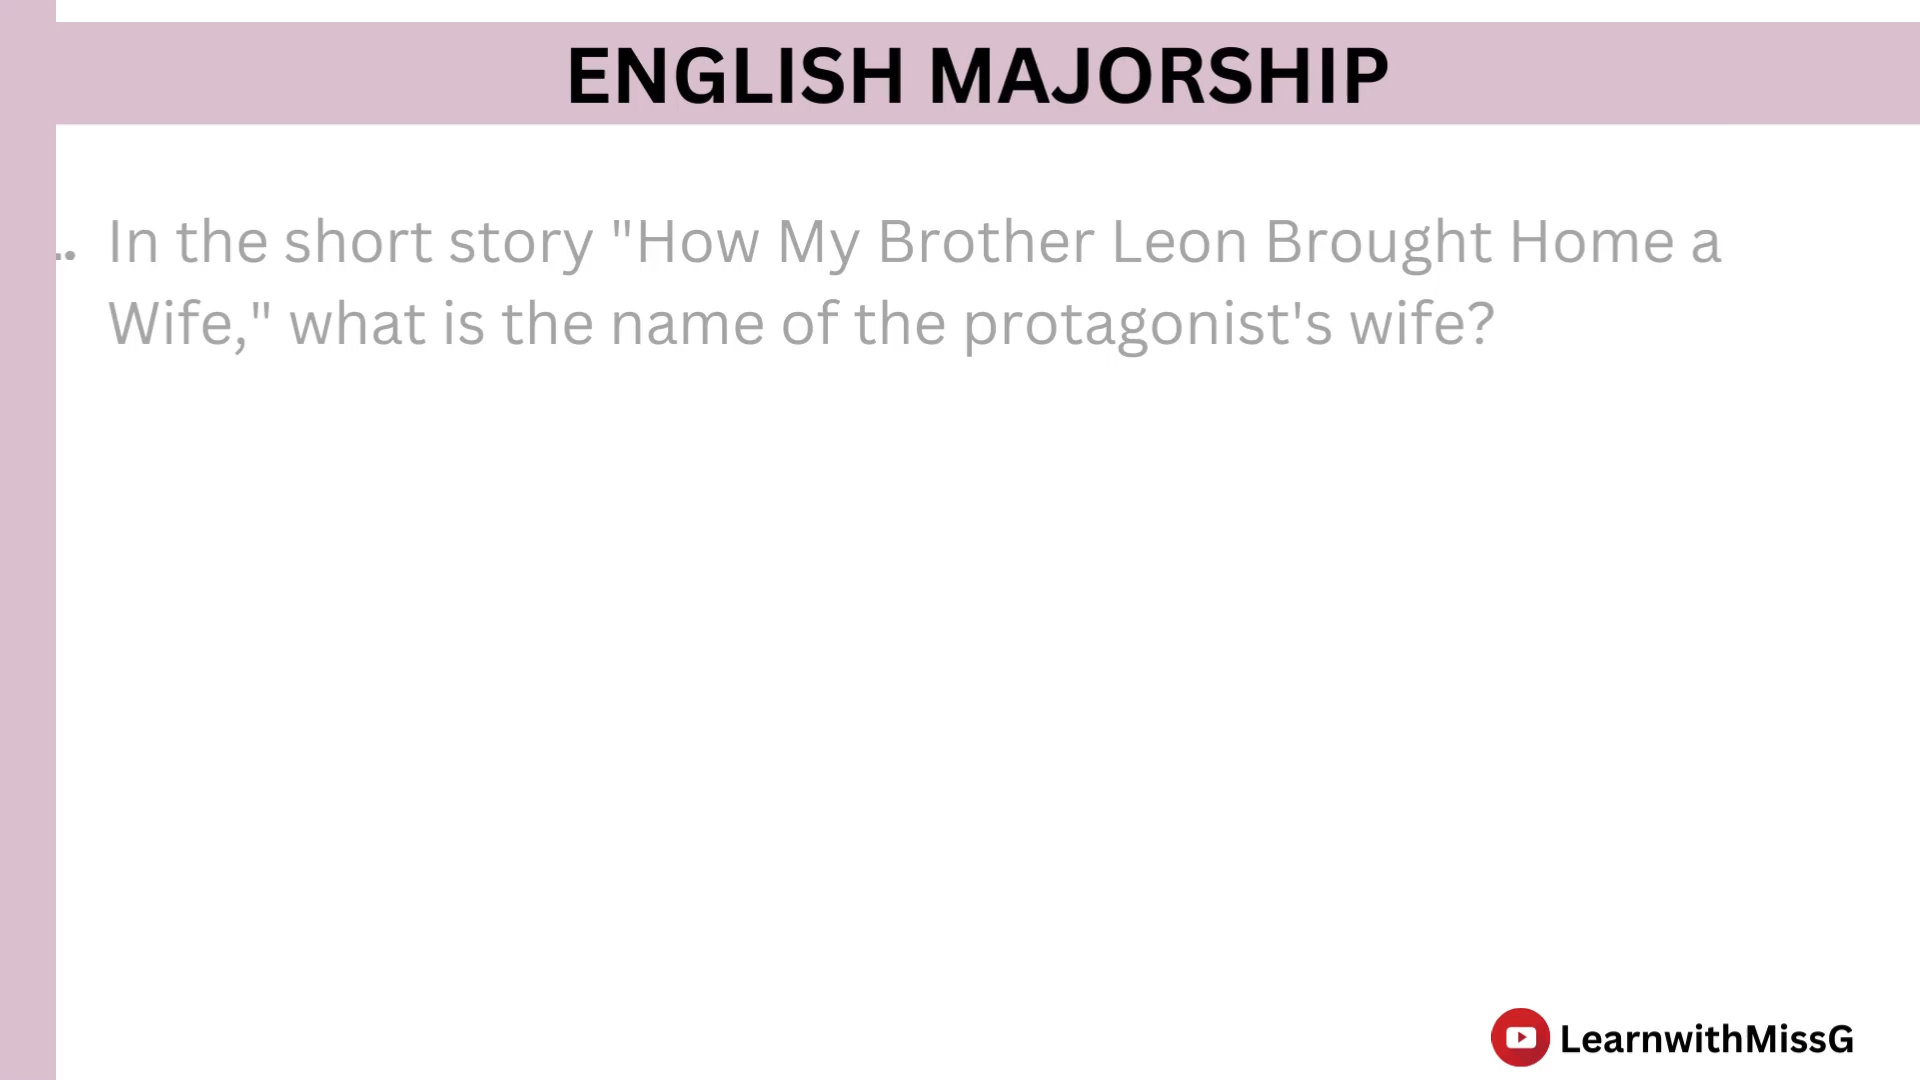 ENGLISH MAJORSHIP
. In the short story "How My Brother Leon Brought Home a
Wife," what is the name of the protagonist's wife?
LearnwithMissG